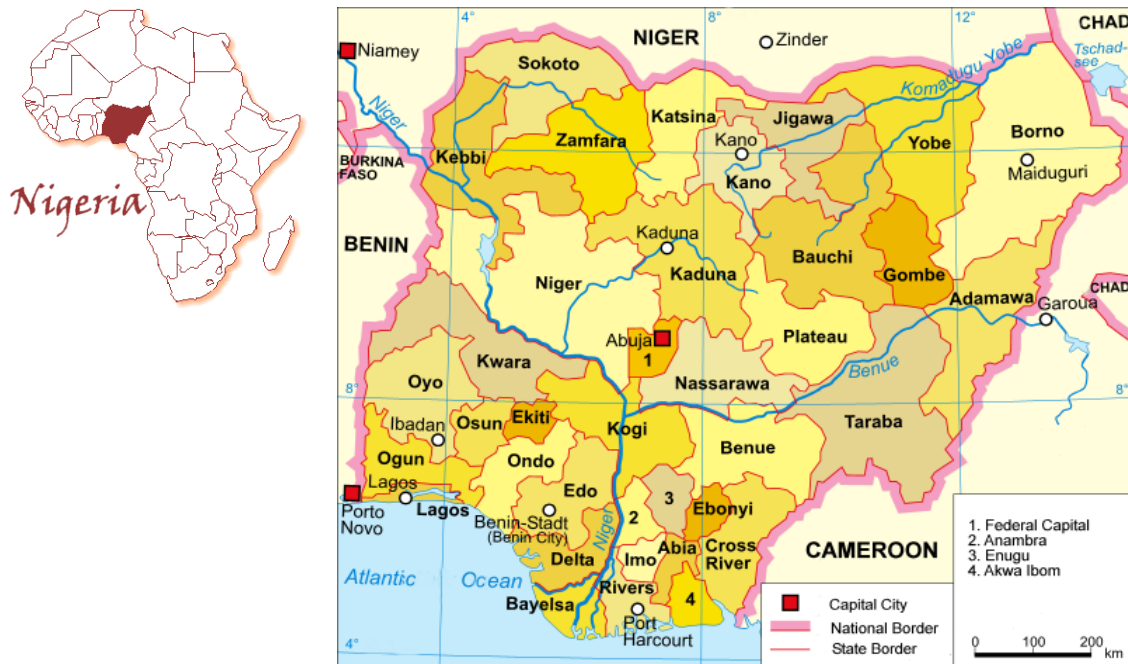 Nigeria
4°
8°
12°
CHAD
NIGER
Zinder
Niamey
Tschad-
see
Sokoto
Komadugu Yobe
Niger
Katsina
Jigawa
Zamfara
Kano
Yobe
Borno
Kebbi
BURKINA
FASO
Kano
Maiduguri
BENIN
Kaduna
Bauchi
Niger
Kaduna
Gombe
CHAD
Adamawa
Garoua
Plateau
Abuja
1
Kwara
Nassarawa
Benue
Oyo
8°
8°
Ibadan
Osun
Ekiti
Kogi
Taraba
Benue
Ogun
Ondo
Lagos
Edo
3
Ebonyi
Porto
Novo
Lagos
Benin-Stadt
(Benin City)
Niger
2
Abia
Cross
River
CAMEROON
Delta
Imo
Atlantic Ocean
Rivers
Bayelsa
4
Port
Harcourt
4°
1. Federal Capital
2. Anambra
3. Enugu
4. Akwa Ibom
Capital City
National Border
State Border
0 100 200
km